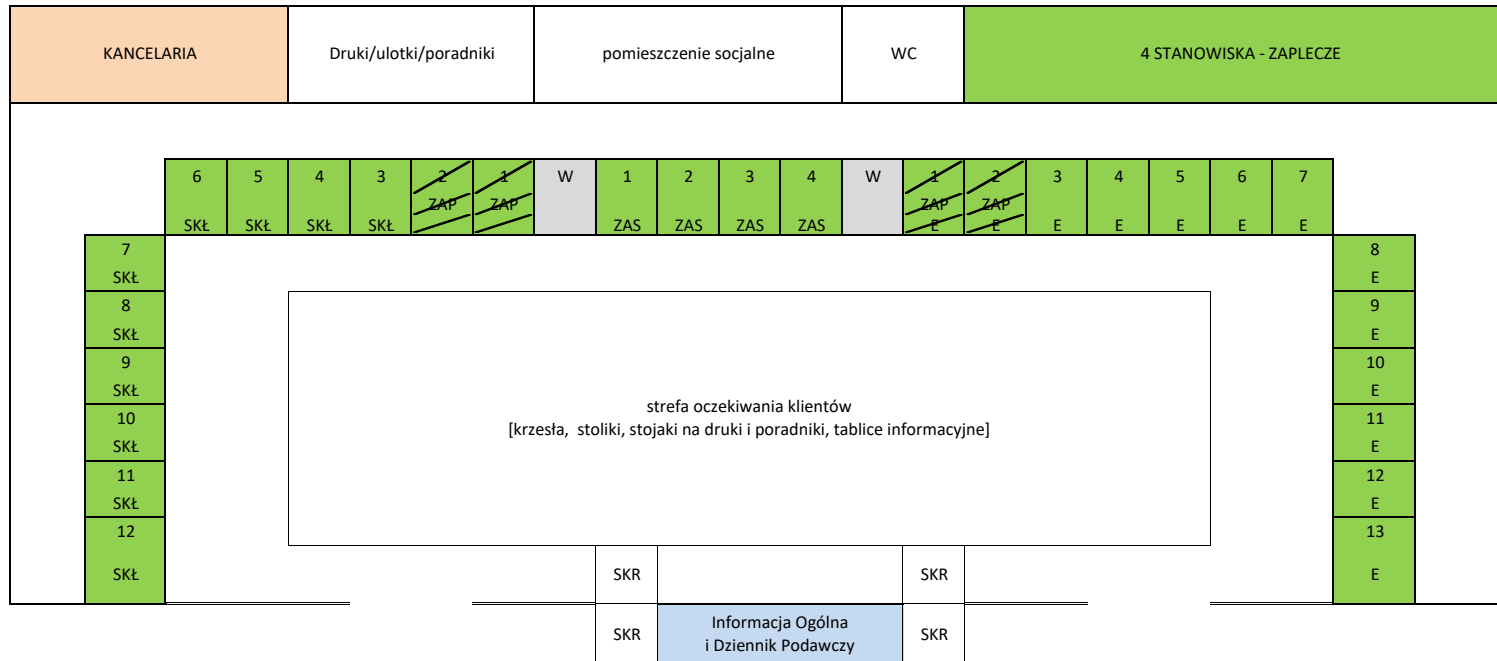 KANCELARIA
Druki/ulotki/poradniki
pomieszczenie socjalne
WC
4 STANOWISKA - ZAPLECZE
6 5 4 3 2 1 W 1 2 3 4 W 1 2 3 4 5 6 7
ZAP ZAP ZAP ZAP
SKŁ SKŁ SKŁ SKŁ ZAS ZAS ZAS ZAS E E E E E E E
7
SKŁ
8
SKŁ
9
SKŁ
10
SKŁ
11
SKŁ
12
SKŁ
strefa oczekiwania klientów
[krzesła, stoliki, stojaki na druki i poradniki, tablice informacyjne]
8
E
9
E
10
E
11
E
12
E
13
E
SKR
SKR
SKR
Informacja Ogólna
i Dziennik Podawczy
SKR